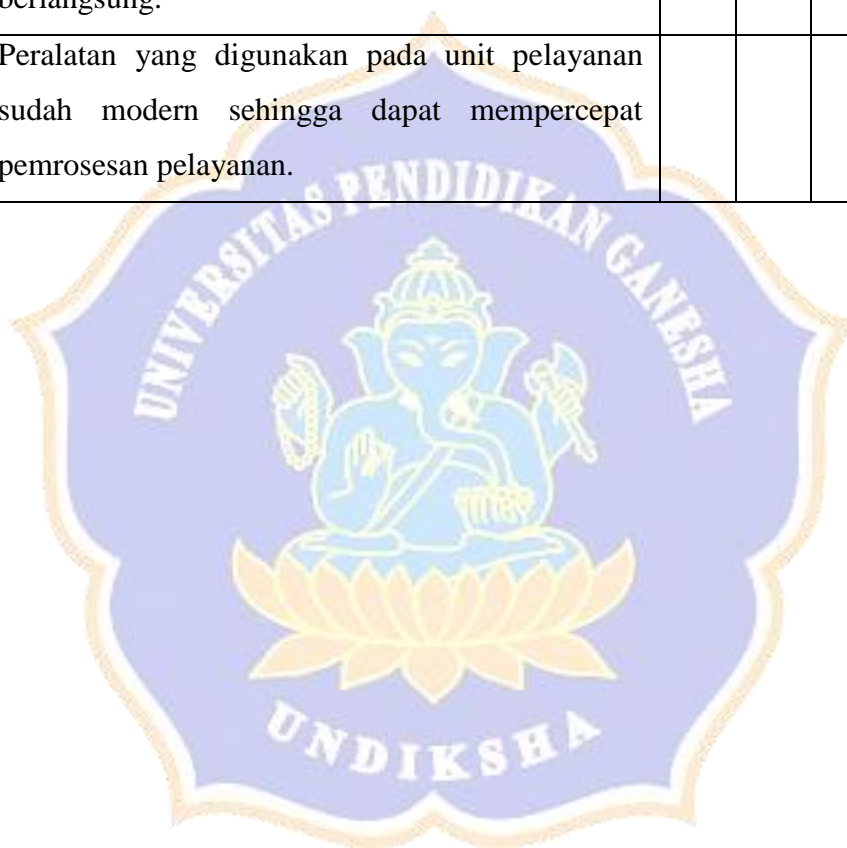 berlangsung.
Peralatan yang digunakan pada unit pelayanan
sudah modern sehingga dapat mempercepat
pemrosesan pelayanan.
UNIVERSITAS PENDIDIKAN GANESHA
UNDIKSHA